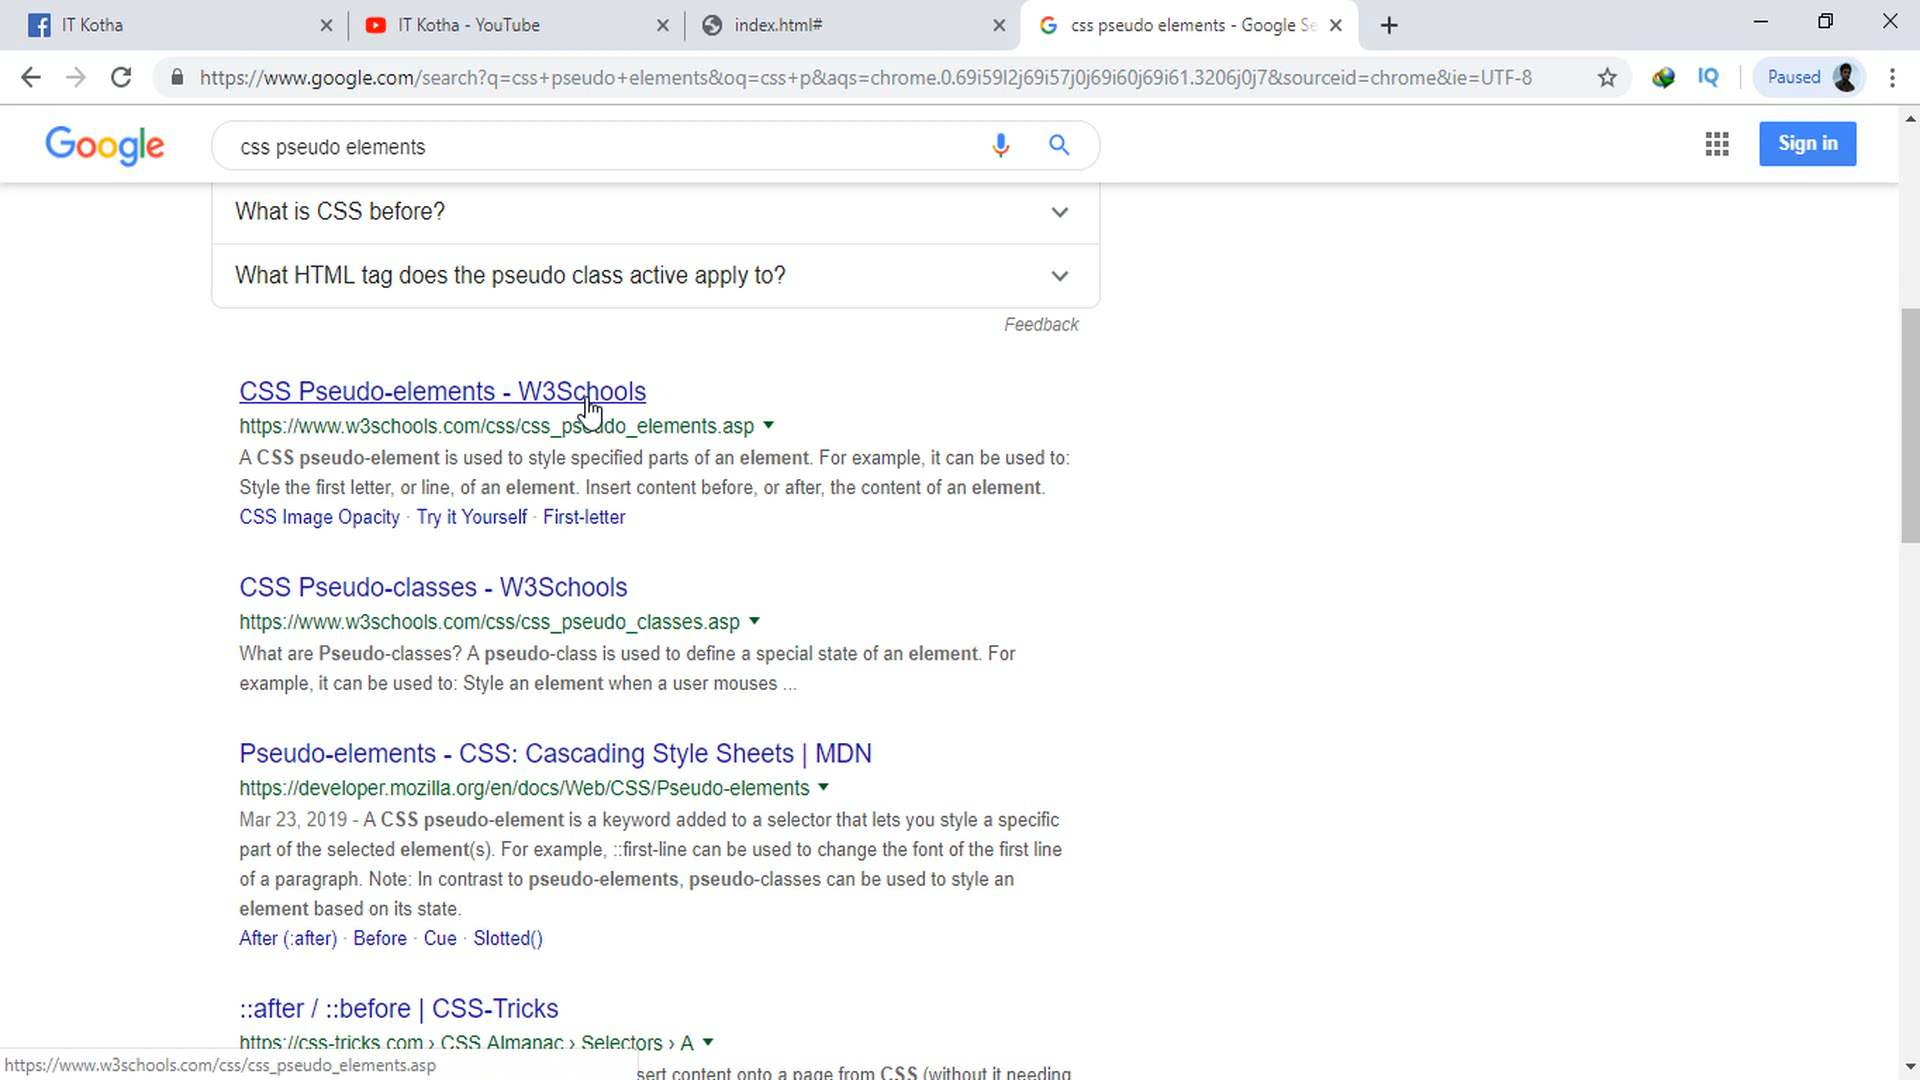 IT Kotha
IT Kotha - YouTube
index.html#
css pseudo elements - Google Se
https://www.google.com/search?q=css+pseudo+elements&oq=css+p&aqs=chrome.0.69i59l2j69i57j0j69i60j69i61.3206j0j7&sourceid=chrome&ie=UTF-8
IQ
Paused
Google
css pseudo elements
Sign in
What is CSS before?
What HTML tag does the pseudo class active apply to?
Feedback
CSS Pseudo-elements - W3Schools
https://www.w3schools.com/css/css_pseudo_elements.asp
A CSS pseudo-element is used to style specified parts of an element. For example, it can be used to:
Style the first letter, or line, of an element. Insert content before, or after, the content of an element.
CSS Image Opacity · Try it Yourself · First-letter
CSS Pseudo-classes - W3Schools
https://www.w3schools.com/css/css_pseudo_classes.asp
What are Pseudo-classes? A pseudo-class is used to define a special state of an element. For
example, it can be used to: Style an element when a user mouses ...
Pseudo-elements - CSS: Cascading Style Sheets | MDN
https://developer.mozilla.org/en/docs/Web/CSS/Pseudo-elements
Mar 23, 2019 - A CSS pseudo-element is a keyword added to a selector that lets you style a specific
part of the selected element(s). For example, ::first-line can be used to change the font of the first line
of a paragraph. Note: In contrast to pseudo-elements, pseudo-classes can be used to style an
element based on its state.
After (:after) · Before · Cue · Slotted()
::after / ::before | CSS-Tricks
https://css-tricks.com › CSS Almanac › Selectors › A
https://www.w3schools.com/css/css_pseudo_elements.asp
sert content onto a page from CSS (without it needing